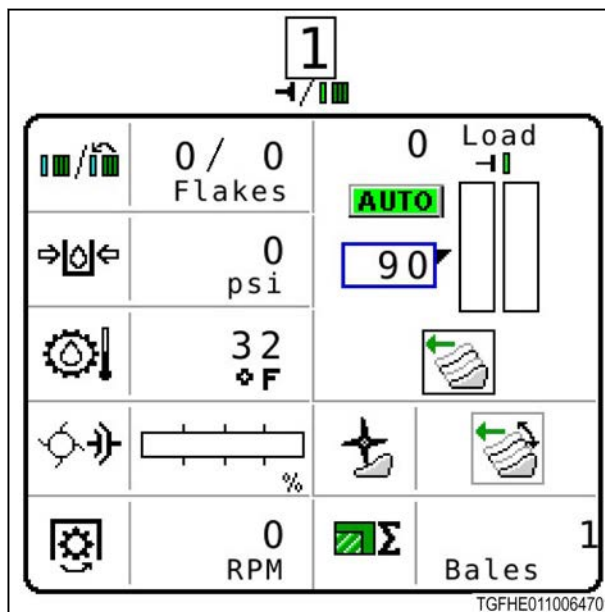 1
0/ 0
Flakes
0 Load
AUTO
0
psi
90
32
°F
%
0
RPM
Σ 1
Bales
TGFHE011006470